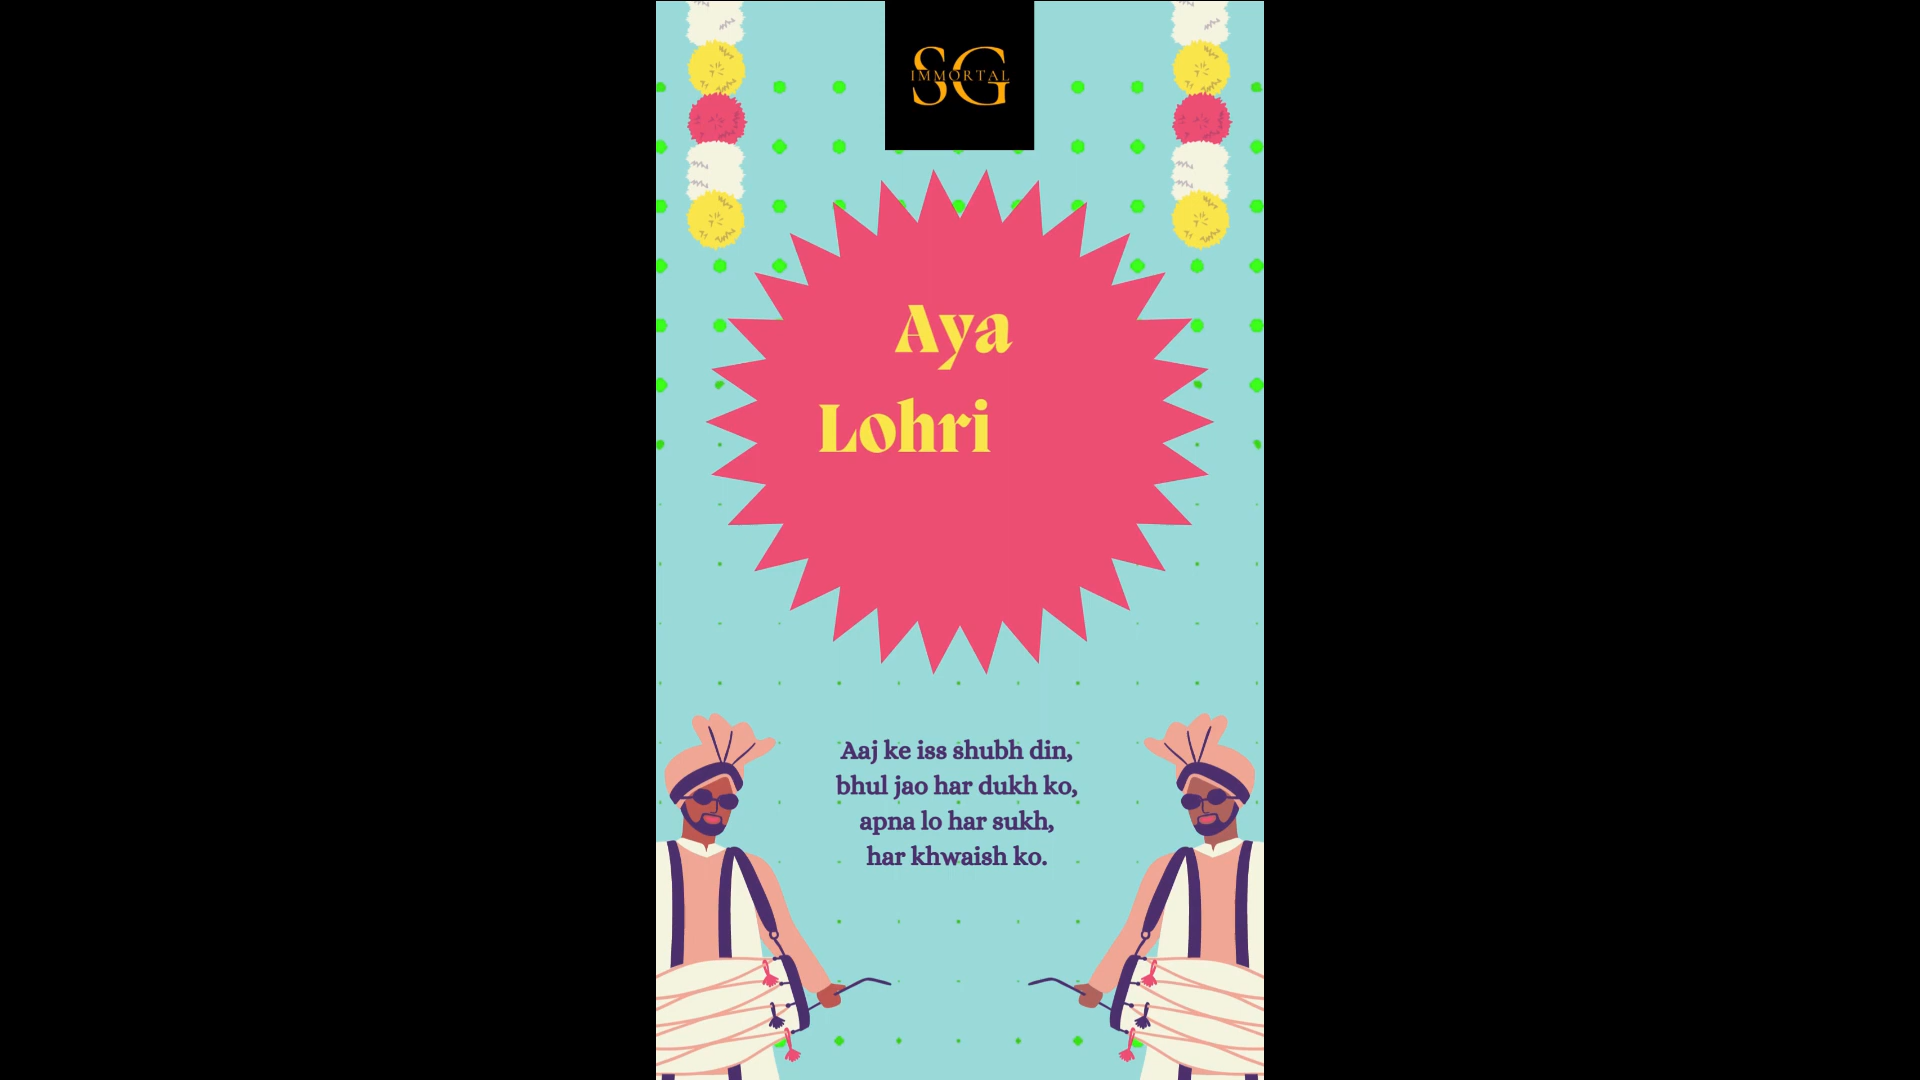 SG
IMMORTAL
Aya
Lohri
Aaj ke iss shubh din,
bhul jao har dukh ko,
apna lo har sukh,
har khwaish ko.